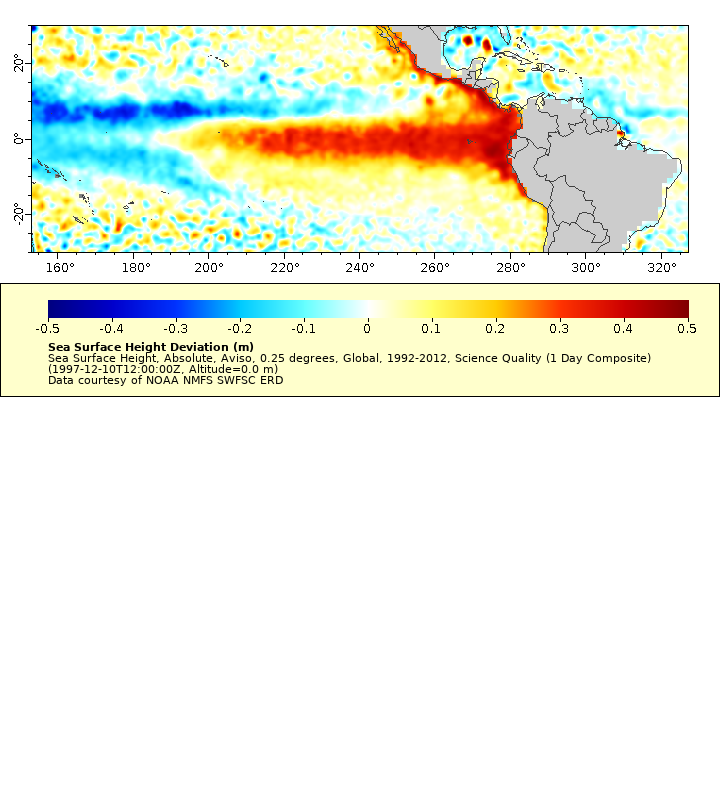 20°
0°
-20°
160° 180° 200° 220° 240° 260° 280° 300° 320°
-0.5 -0.4 -0.3 -0.2 -0.1 0 0.1 0.2 0.3 0.4 0.5
Sea Surface Height Deviation (m)
Sea Surface Height, Absolute, Aviso, 0.25 degrees, Global, 1992-2012, Science Quality (1 Day Composite)
(1997-12-10T12:00:00Z, Altitude=0.0 m)
Data courtesy of NOAA NMFS SWFSC ERD